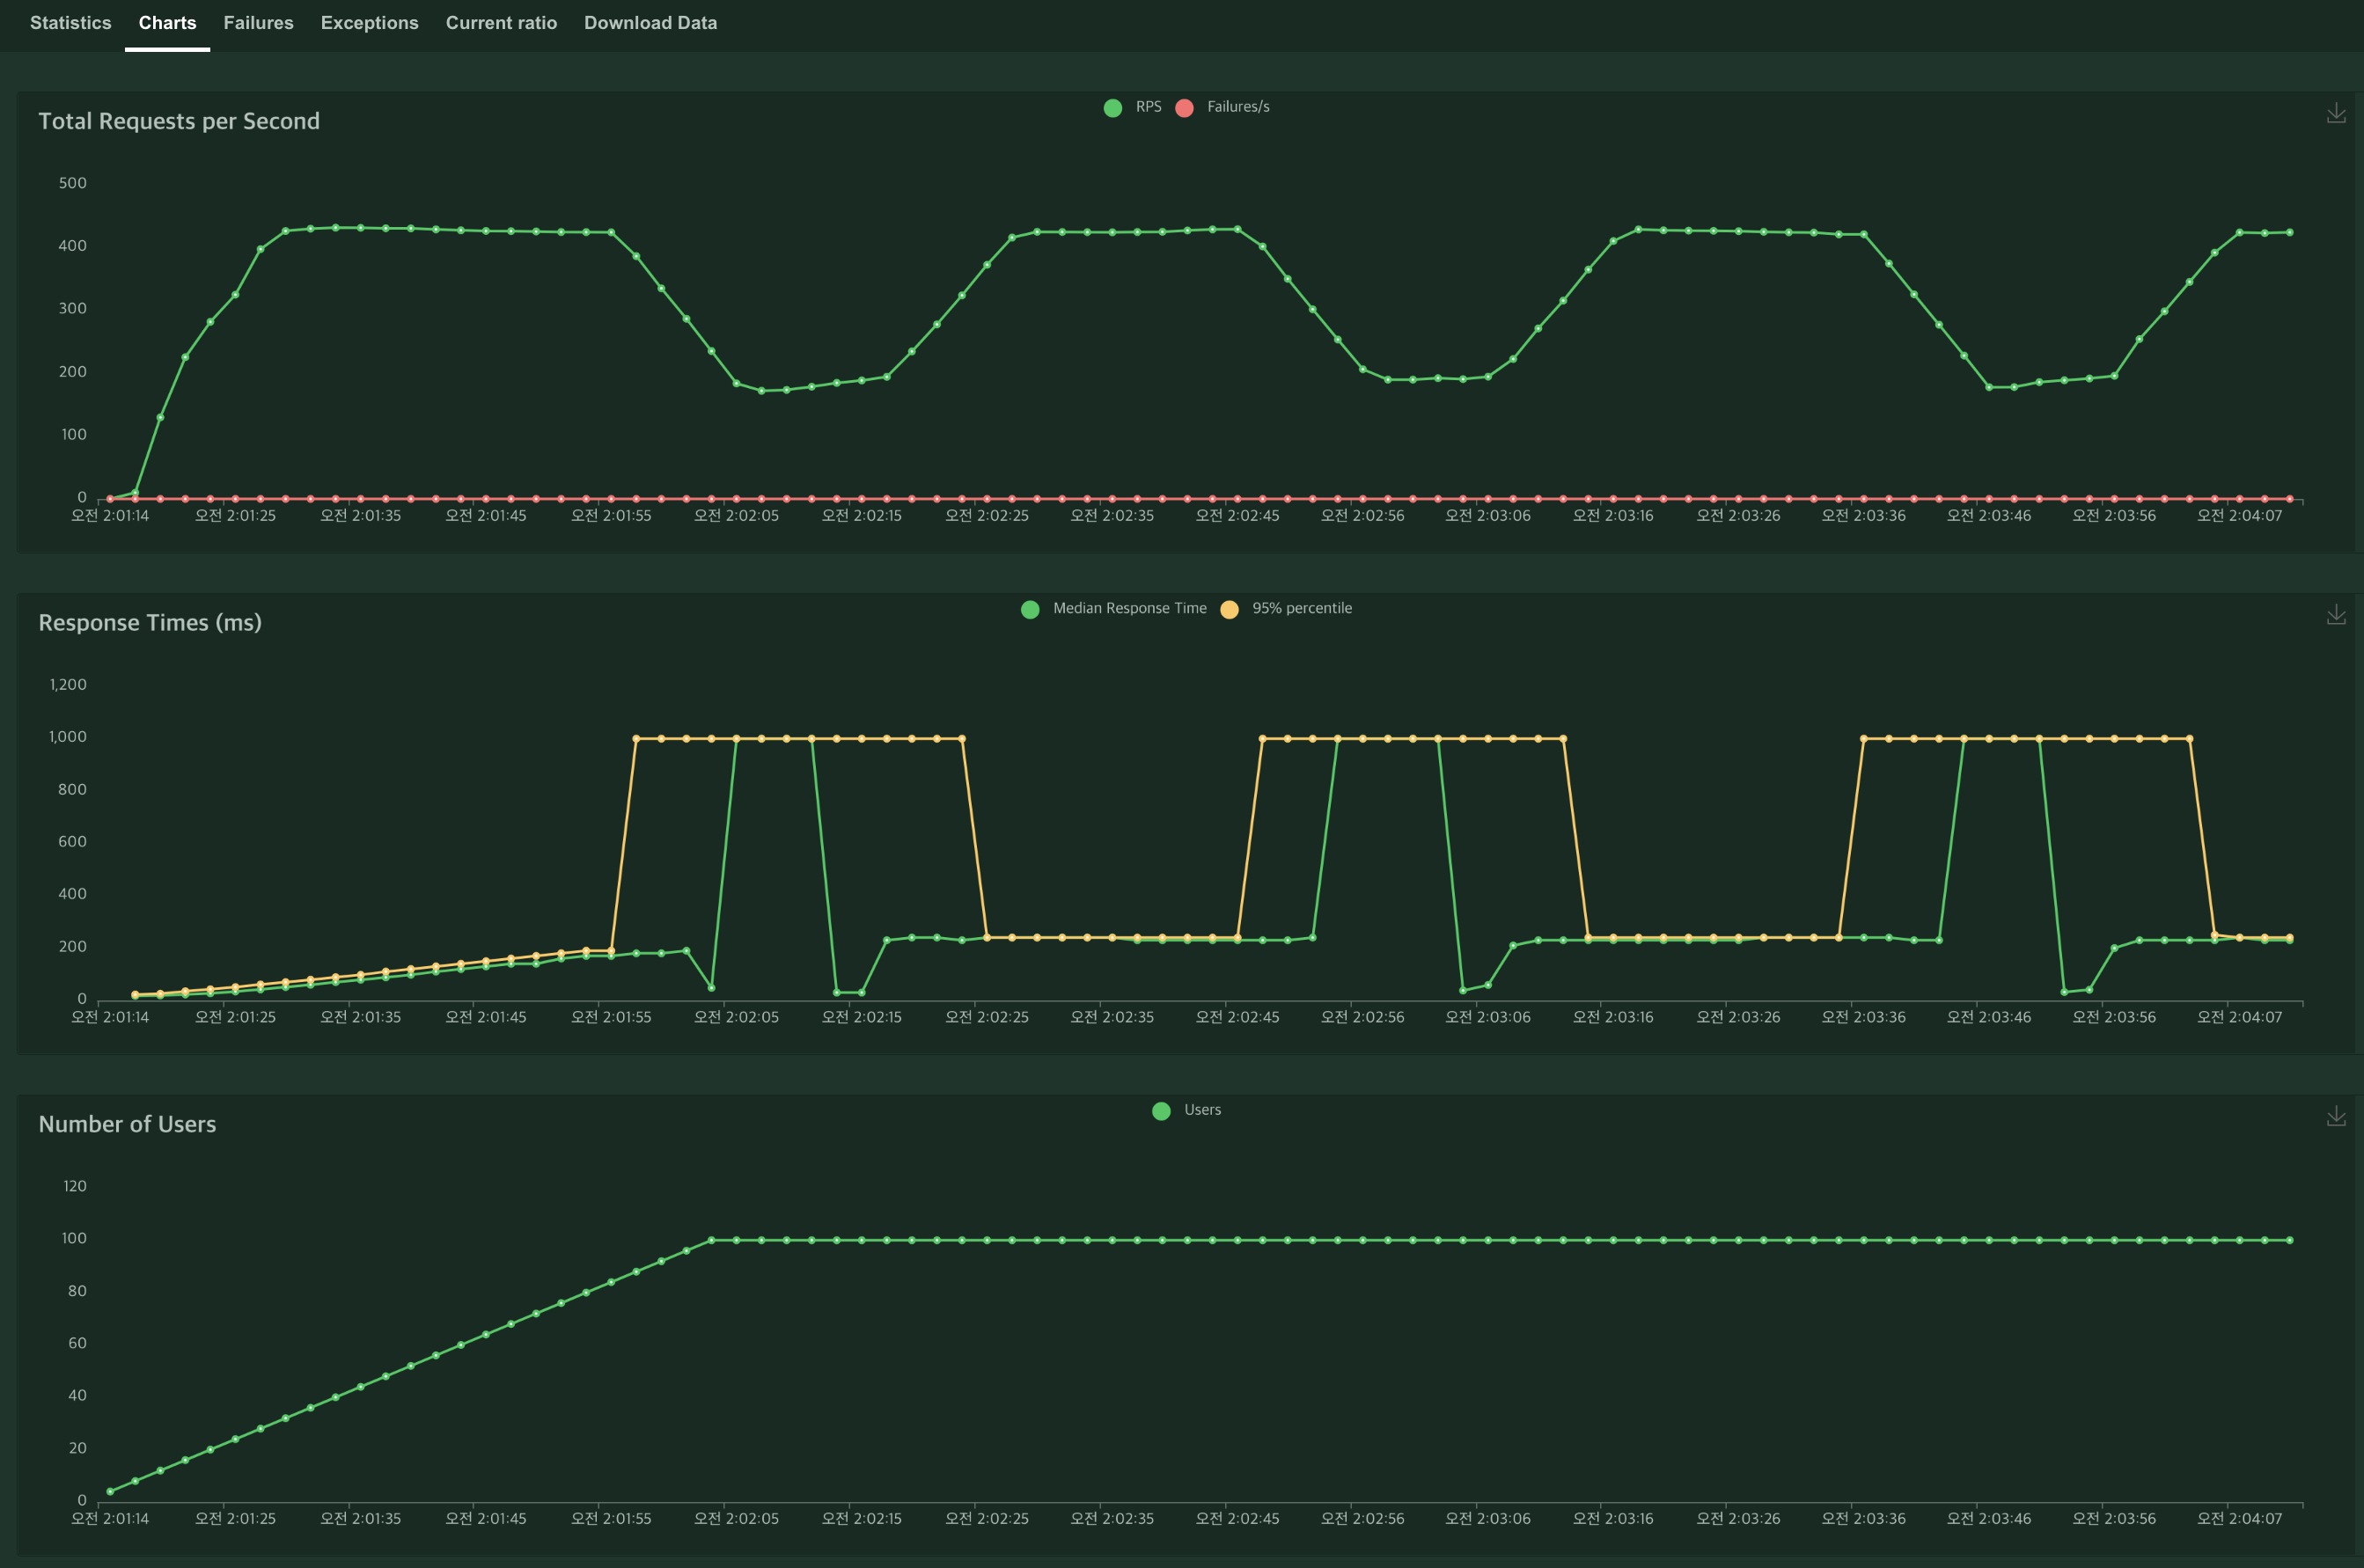 Statistics Charts Failures Exceptions Current ratio Download Data
Total Requests per Second
RPS Failures/s
500
400
300
200
100
0
오전 2:01:14 오전 2:01:25 오전 2:01:35 오전 2:01:45 오전 2:01:55 오전 2:02:05 오전 2:02:15 오전 2:02:25 오전 2:02:35 오전 2:02:45 오전 2:02:56 오전 2:03:06 오전 2:03:16 오전 2:03:26 오전 2:03:36 오전 2:03:46 오전 2:03:56 오전 2:04:07
Response Times (ms)
Median Response Time 95% percentile
1,200
1,000
800
600
400
200
0
오전 2:01:14 오전 2:01:25 오전 2:01:35 오전 2:01:45 오전 2:01:55 오전 2:02:05 오전 2:02:15 오전 2:02:25 오전 2:02:35 오전 2:02:45 오전 2:02:56 오전 2:03:06 오전 2:03:16 오전 2:03:26 오전 2:03:36 오전 2:03:46 오전 2:03:56 오전 2:04:07
Number of Users
Users
120
100
80
60
40
20
0
오전 2:01:14 오전 2:01:25 오전 2:01:35 오전 2:01:45 오전 2:01:55 오전 2:02:05 오전 2:02:15 오전 2:02:25 오전 2:02:35 오전 2:02:45 오전 2:02:56 오전 2:03:06 오전 2:03:16 오전 2:03:26 오전 2:03:36 오전 2:03:46 오전 2:03:56 오전 2:04:07